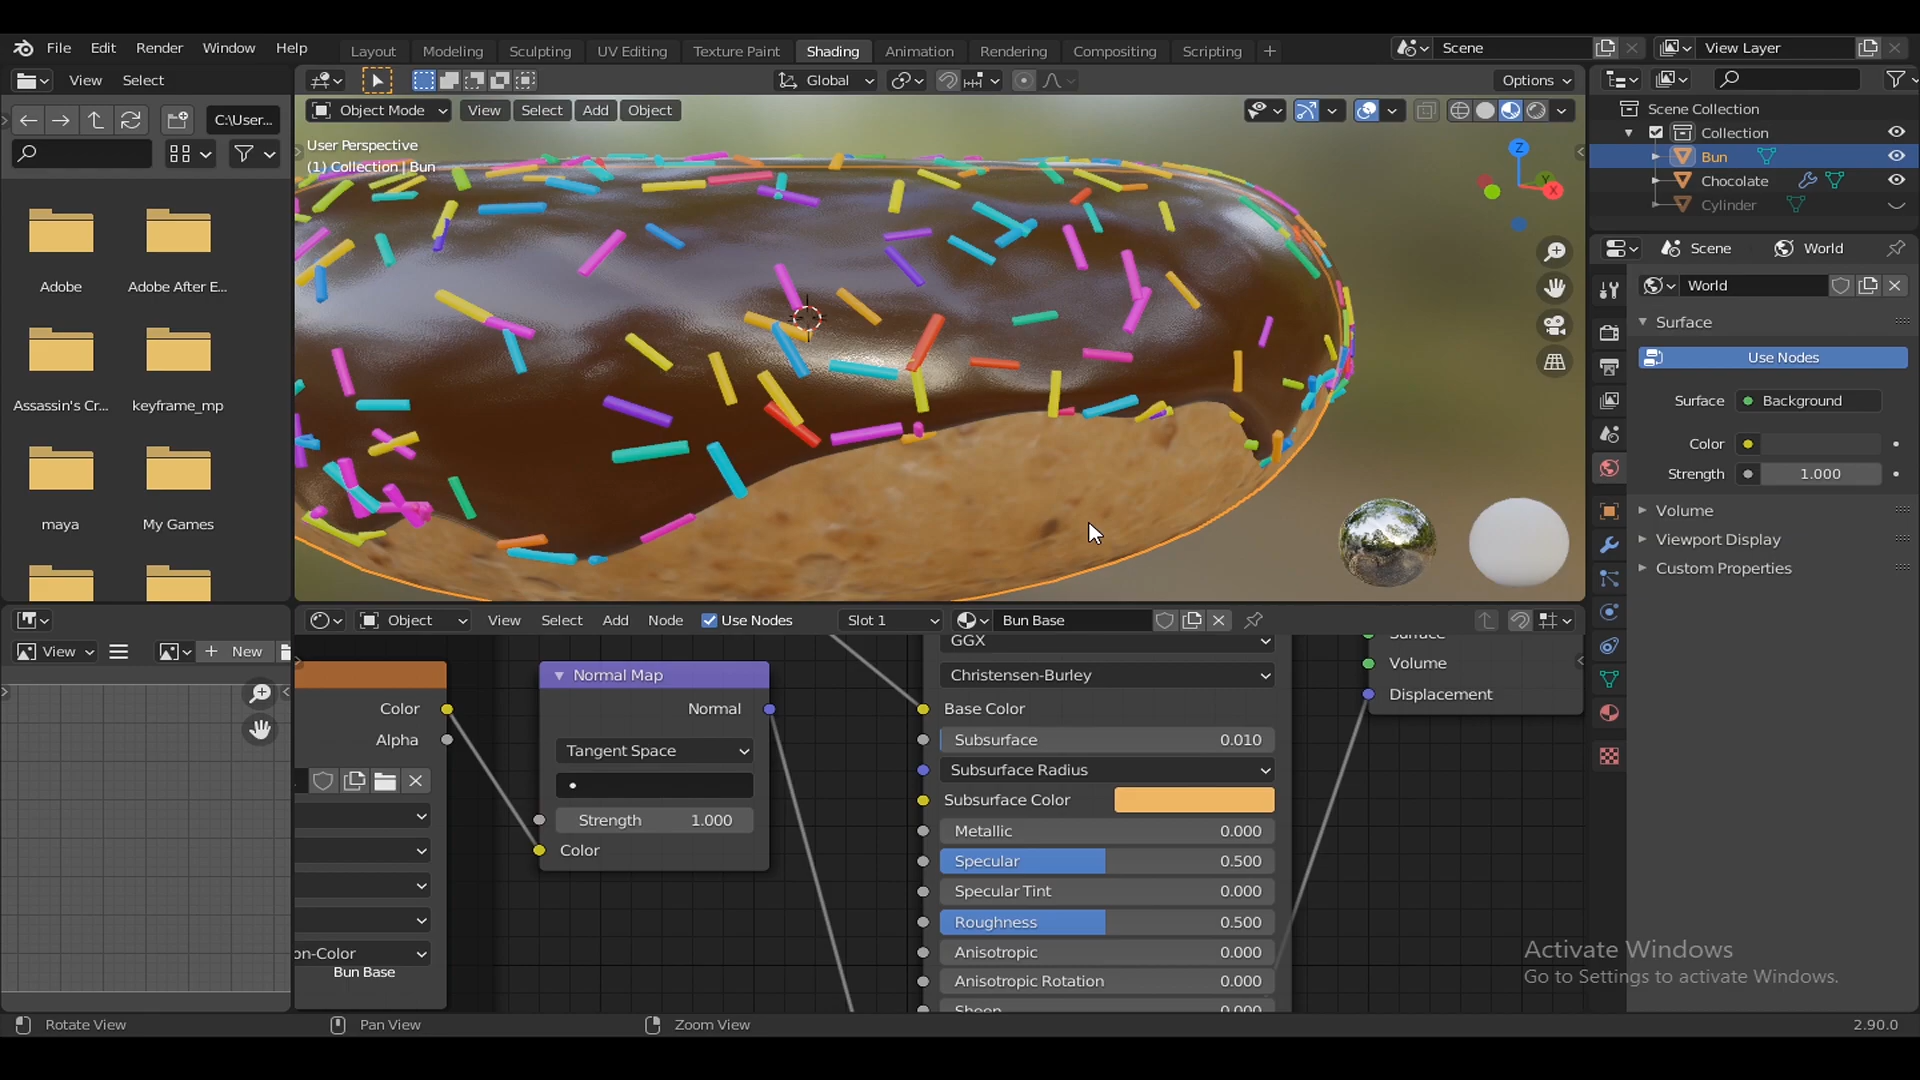 File Edit Render Window Help
Layout Modeling Sculpting UV Editing Texture Paint Shading Animation Rendering Compositing Scripting +
Scene
View Layer
View Select
Global
Options
C:\User...
Object Mode View Select Add Object
User Perspective
(1) Collection | Bun
Z
Y
X
Adobe
Adobe After E...
Assassin's Cr...
keyframe_mp
maya
My Games
Scene Collection
Collection
Bun
Chocolate
Cylinder
Scene World
World
Surface
Use Nodes
Surface Background
Color
Strength 1.000
Volume
Viewport Display
Custom Properties
View New
Object View Select Add Node Use Nodes Slot 1 Bun Base
Color
Alpha
on-Color
Bun Base
Normal Map
Normal
Tangent Space
Strength 1.000
Color
GGX
Christensen-Burley
Base Color
Subsurface 0.010
Subsurface Radius
Subsurface Color
Metallic 0.000
Specular 0.500
Specular Tint 0.000
Roughness 0.500
Anisotropic 0.000
Anisotropic Rotation 0.000
Sheen 0.000
Surface
Volume
Displacement
Activate Windows
Go to Settings to activate Windows.
Rotate View
Pan View
Zoom View
2.90.0